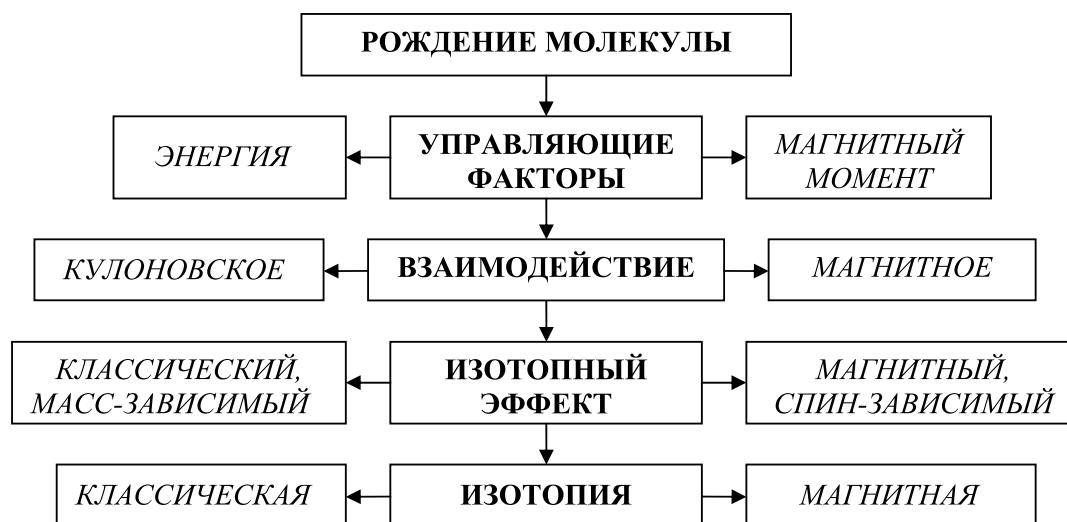 РОЖДЕНИЕ МОЛЕКУЛЫ
ЭНЕРГИЯ
УПРАВЛЯЮЩИЕ
ФАКТОРЫ
МАГНИТНЫЙ
МОМЕНТ
КУЛОНОВСКОЕ
ВЗАИМОДЕЙСТВИЕ
МАГНИТНОЕ
КЛАССИЧЕСКИЙ,
МАСС-ЗАВИСИМЫЙ
ИЗОТОПНЫЙ
ЭФФЕКТ
МАГНИТНЫЙ,
СПИН-ЗАВИСИМЫЙ
КЛАССИЧЕСКАЯ
ИЗОТОПИЯ
МАГНИТНАЯ